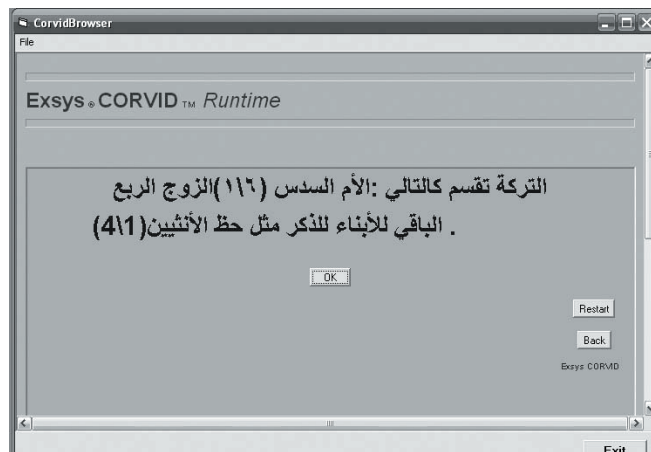 CorvidBrowser
File
Exsys ® CORVID TM Runtime
التركة تقسم كالتالي :الأم السدس (٦\١)الزوج الربع
(4\1)الباقي للأبناء للذكر مثل حظ الأنثيين .
OK
Restart
Back
Exsys CORVID
Exit